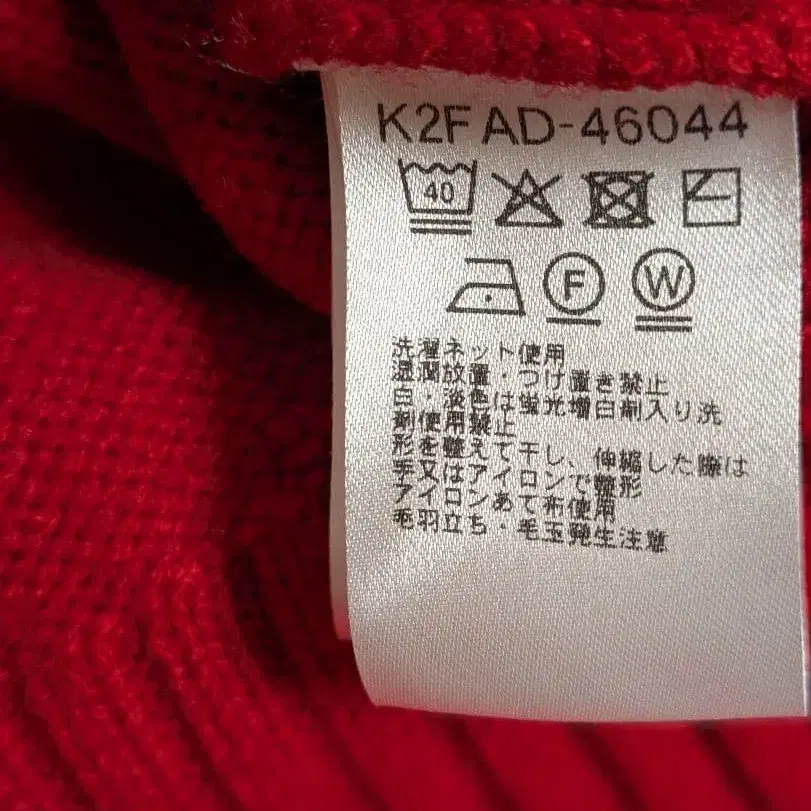 K2FAD-46044
40
F W
洗濯ネット使用
湿潤放置・つけ置き禁止
白・淡色は蛍光増白剤入り洗
剤の使用禁止
形を整えて干し、伸縮した際は
手又はアイロンで整形
アイロンあて布使用
毛羽立ち・毛玉発生注意